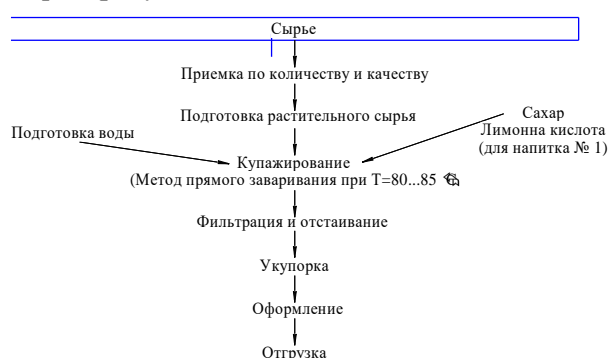 Сырье
Приемка по количеству и качеству
Подготовка растительного сырья
Сахар
Лимонна кислота
(для напитка № 1)
Подготовка воды
Купажирование
(Метод прямого заваривания при Т=80...85
Фильтрация и отстаивание
Укупорка
Оформление
Отгрузка